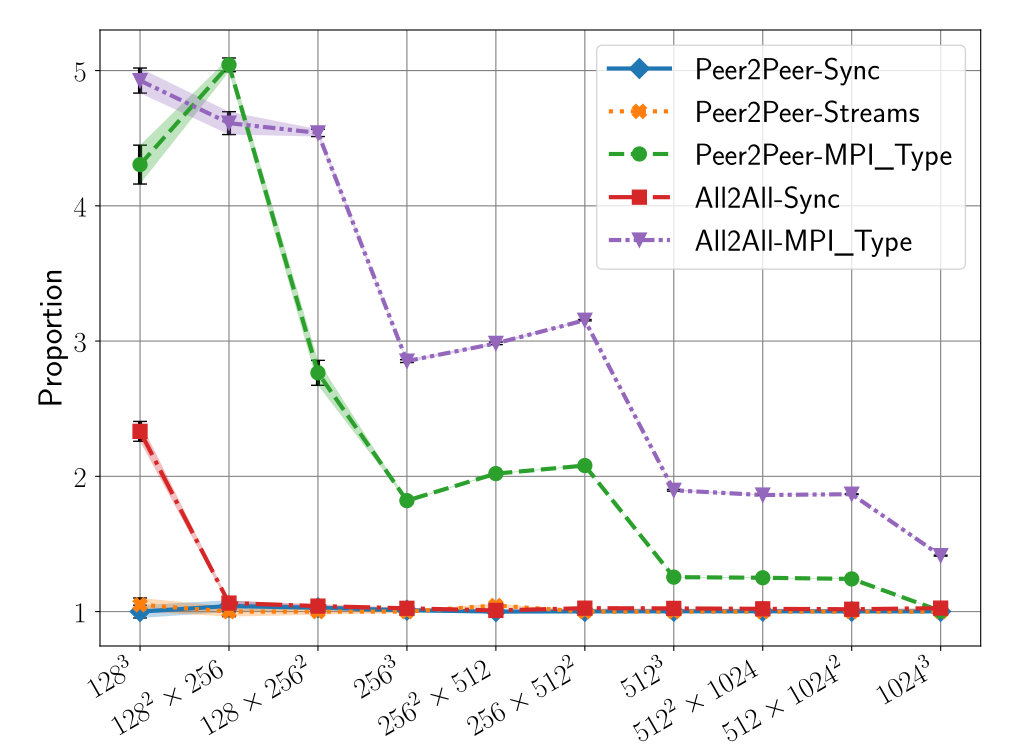 Proportion
5
4
3
2
1
Peer2Peer-Sync
Peer2Peer-Streams
Peer2Peer-MPI_Type
All2All-Sync
All2All-MPI_Type
128³
128² × 256
128 × 256²
256³
256² × 512
256 × 512²
512³
512² × 1024
512 × 1024²
1024³